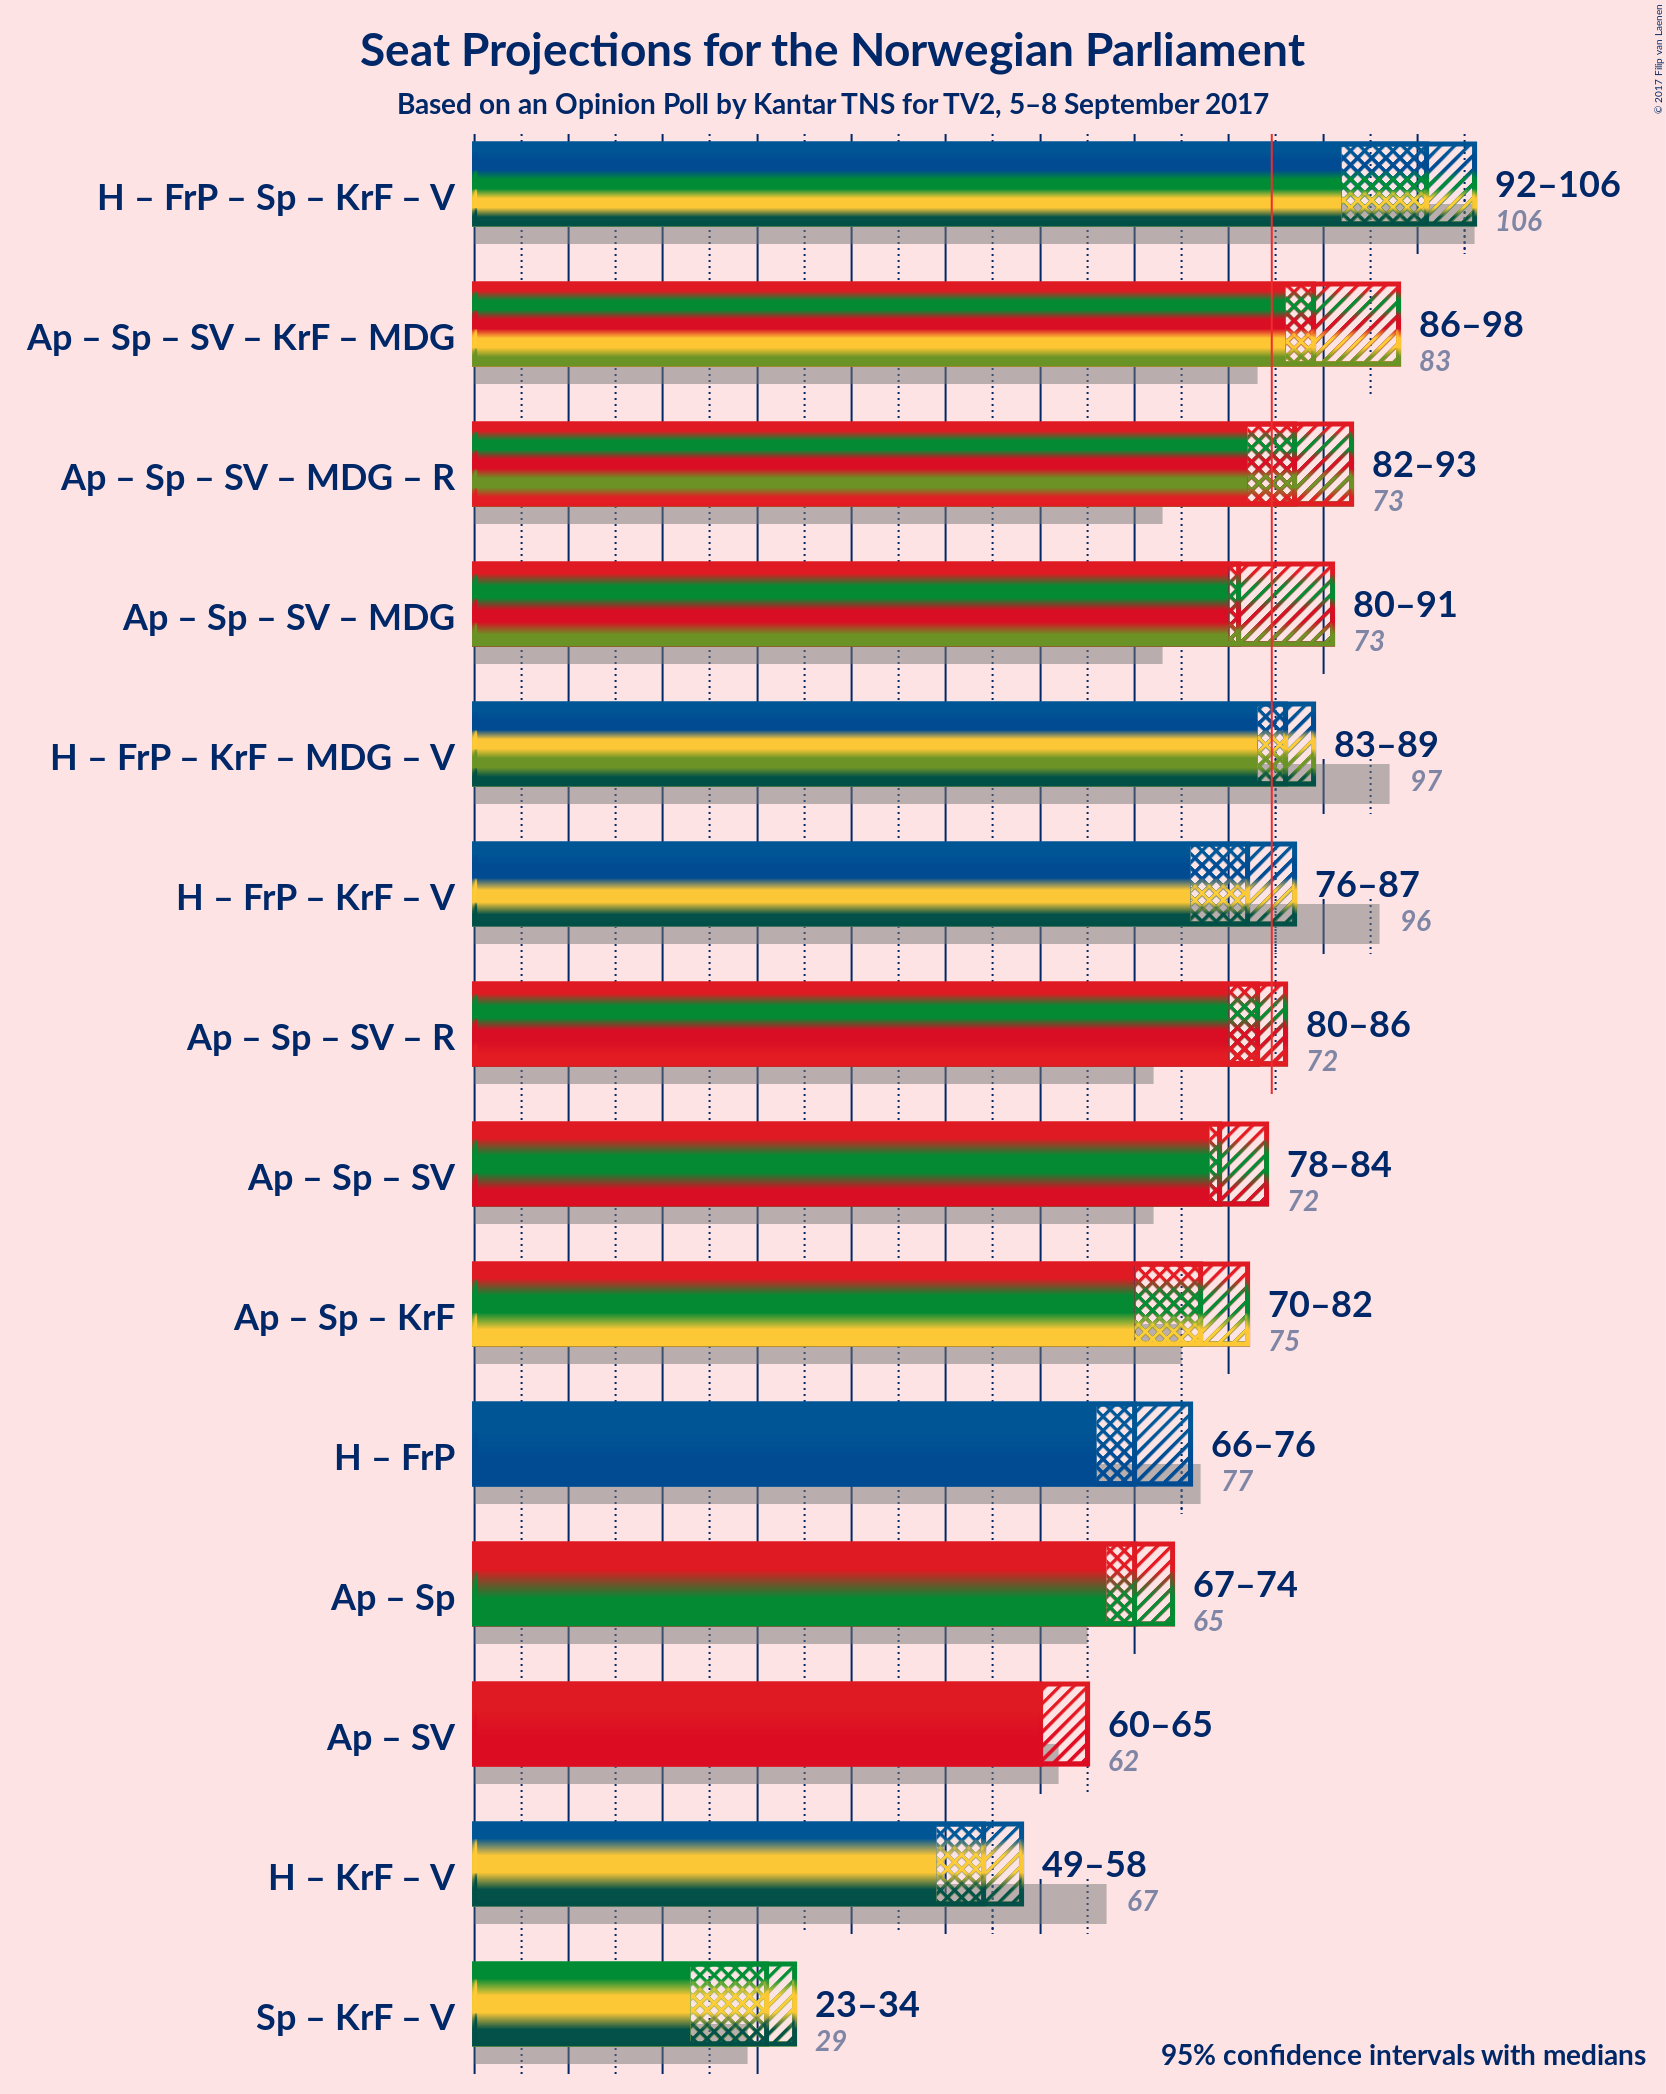 Seat Projections for the Norwegian Parliament
Based on an Opinion Poll by Kantar TNS for TV2, 5–8 September 2017
© 2017 Filip van Laenen
H – FrP – Sp – KrF – V
92–106
106
Ap – Sp – SV – KrF – MDG
86–98
83
Ap – Sp – SV – MDG – R
82–93
73
Ap – Sp – SV – MDG
80–91
73
H – FrP – KrF – MDG – V
83–89
97
H – FrP – KrF – V
76–87
96
Ap – Sp – SV – R
80–86
72
Ap – Sp – SV
78–84
72
Ap – Sp – KrF
70–82
75
H – FrP
66–76
77
Ap – Sp
67–74
65
Ap – SV
60–65
62
H – KrF – V
49–58
67
Sp – KrF – V
23–34
29
95% confidence intervals with medians